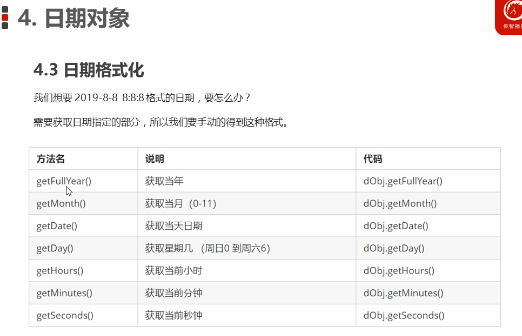 4. 日期对象
4.3 日期格式化
我们想要 2019-8-8 8:8:8 格式的日期，要怎么办？
需要获取日期指定的部分，所以我们要手动的得到这种格式。
方法名 说明 代码
getFullYear() 获取当年 dObj.getFullYear()
getMonth() 获取当月（0-11） dObj.getMonth()
getDate() 获取当天日期 dObj.getDate()
getDay() 获取星期几 （周日0 到周六6） dObj.getDay()
getHours() 获取当前小时 dObj.getHours()
getMinutes() 获取当前分钟 dObj.getMinutes()
getSeconds() 获取当前秒钟 dObj.getSeconds()